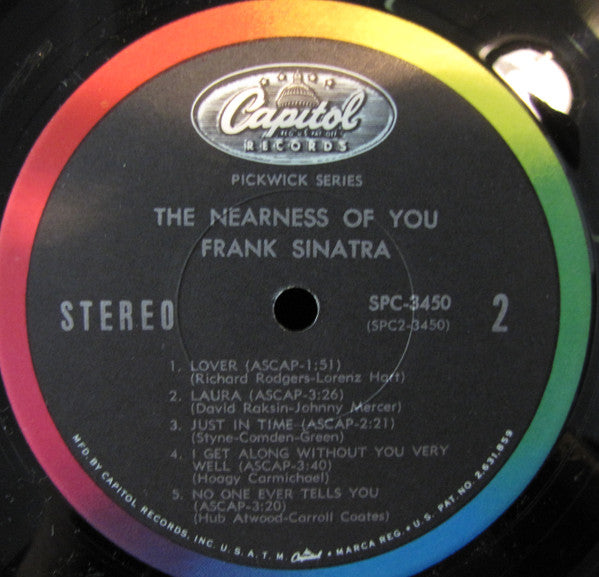 Capitol
REG. U.S. PAT. OFF.
RECORDS
PICKWICK SERIES
THE NEARNESS OF YOU
FRANK SINATRA
STEREO
SPC-3450
(SPC2-3450)
2
1. LOVER (ASCAP-1:51)
(Richard Rodgers-Lorenz Hart)
2. LAURA (ASCAP-3:26)
(David Raksin-Johnny Mercer)
3. JUST IN TIME (ASCAP-2:21)
(Styne-Comden-Green)
4. I GET ALONG WITHOUT YOU VERY
WELL (ASCAP-3:40)
(Hoagy Carmichael)
5. NO ONE EVER TELLS YOU
(ASCAP-3:20)
(Hub Atwood-Carroll Coates)
MFD. BY CAPITOL RECORDS, INC. U.S.A. T.M. Capitol MARCA REG. • U.S. PAT. NO. 2,631,859